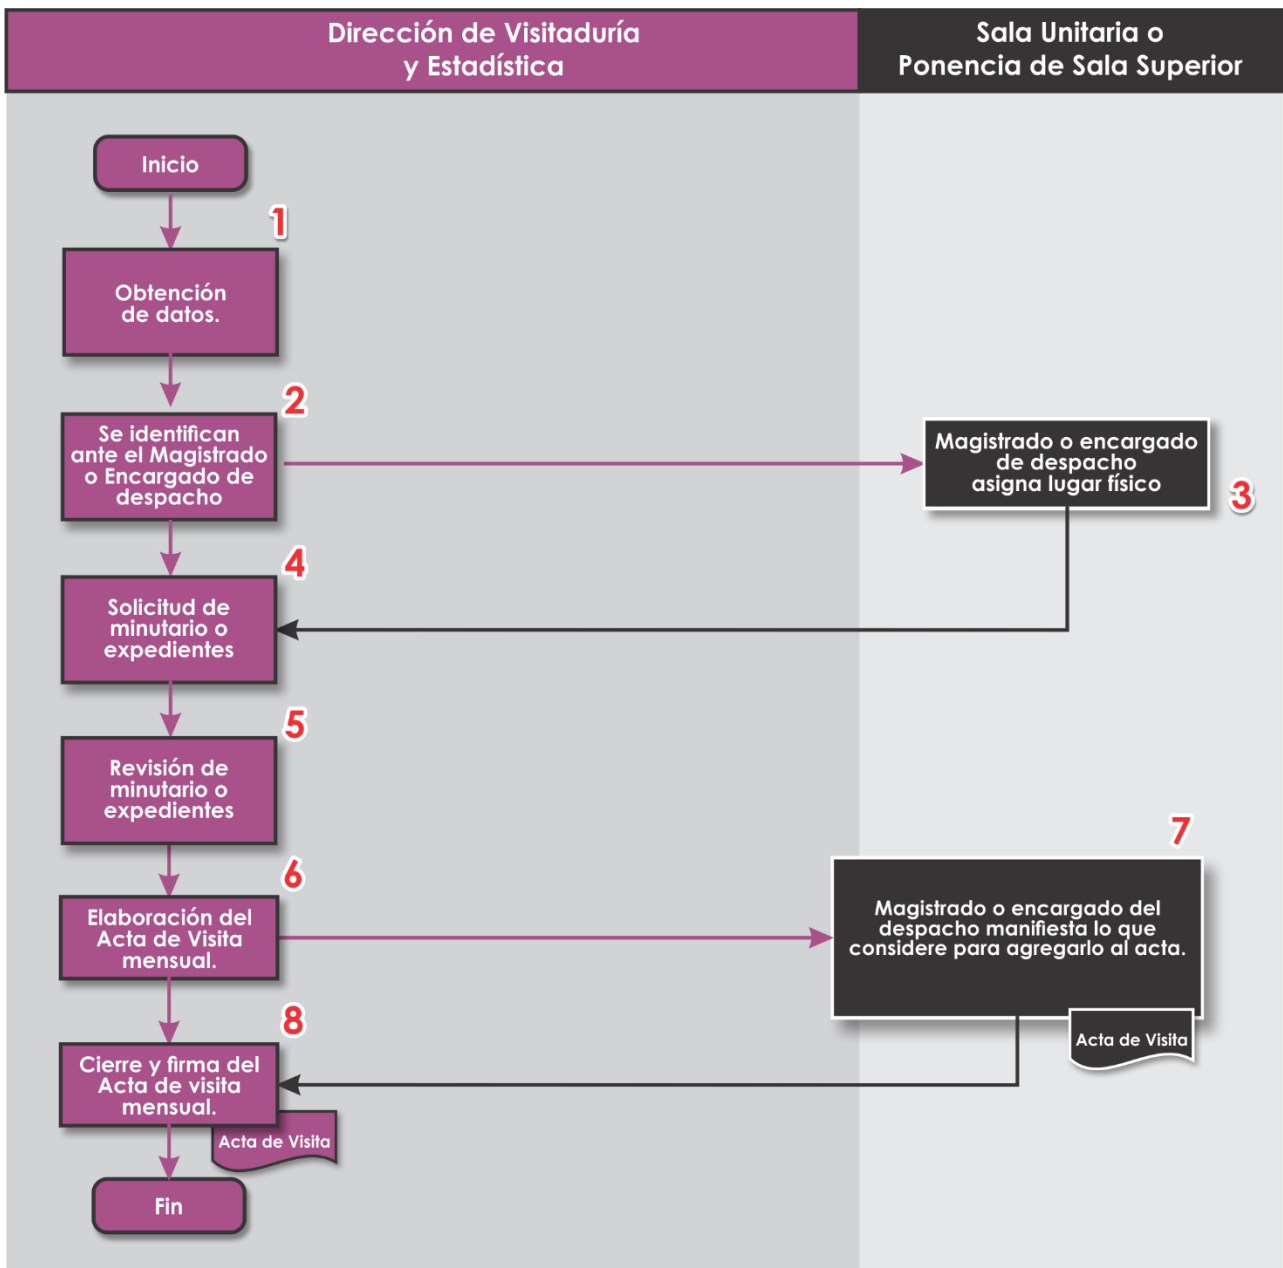 Dirección de Visitaduría
y Estadística
Sala Unitaria o
Ponencia de Sala Superior
Inicio
1
Obtención
de datos.
2
Se identifican
ante el Magistrado
o Encargado de
despacho
Magistrado o encargado
de despacho
asigna lugar físico
3
4
Solicitud de
minutario o
expedientes
5
Revisión de
minutario o
expedientes
6
Elaboración del
Acta de Visita
mensual.
7
Magistrado o encargado del
despacho manifiesta lo que
considere para agregarlo al acta.
Acta de Visita
8
Cierre y firma del
Acta de visita
mensual.
Acta de Visita
Fin